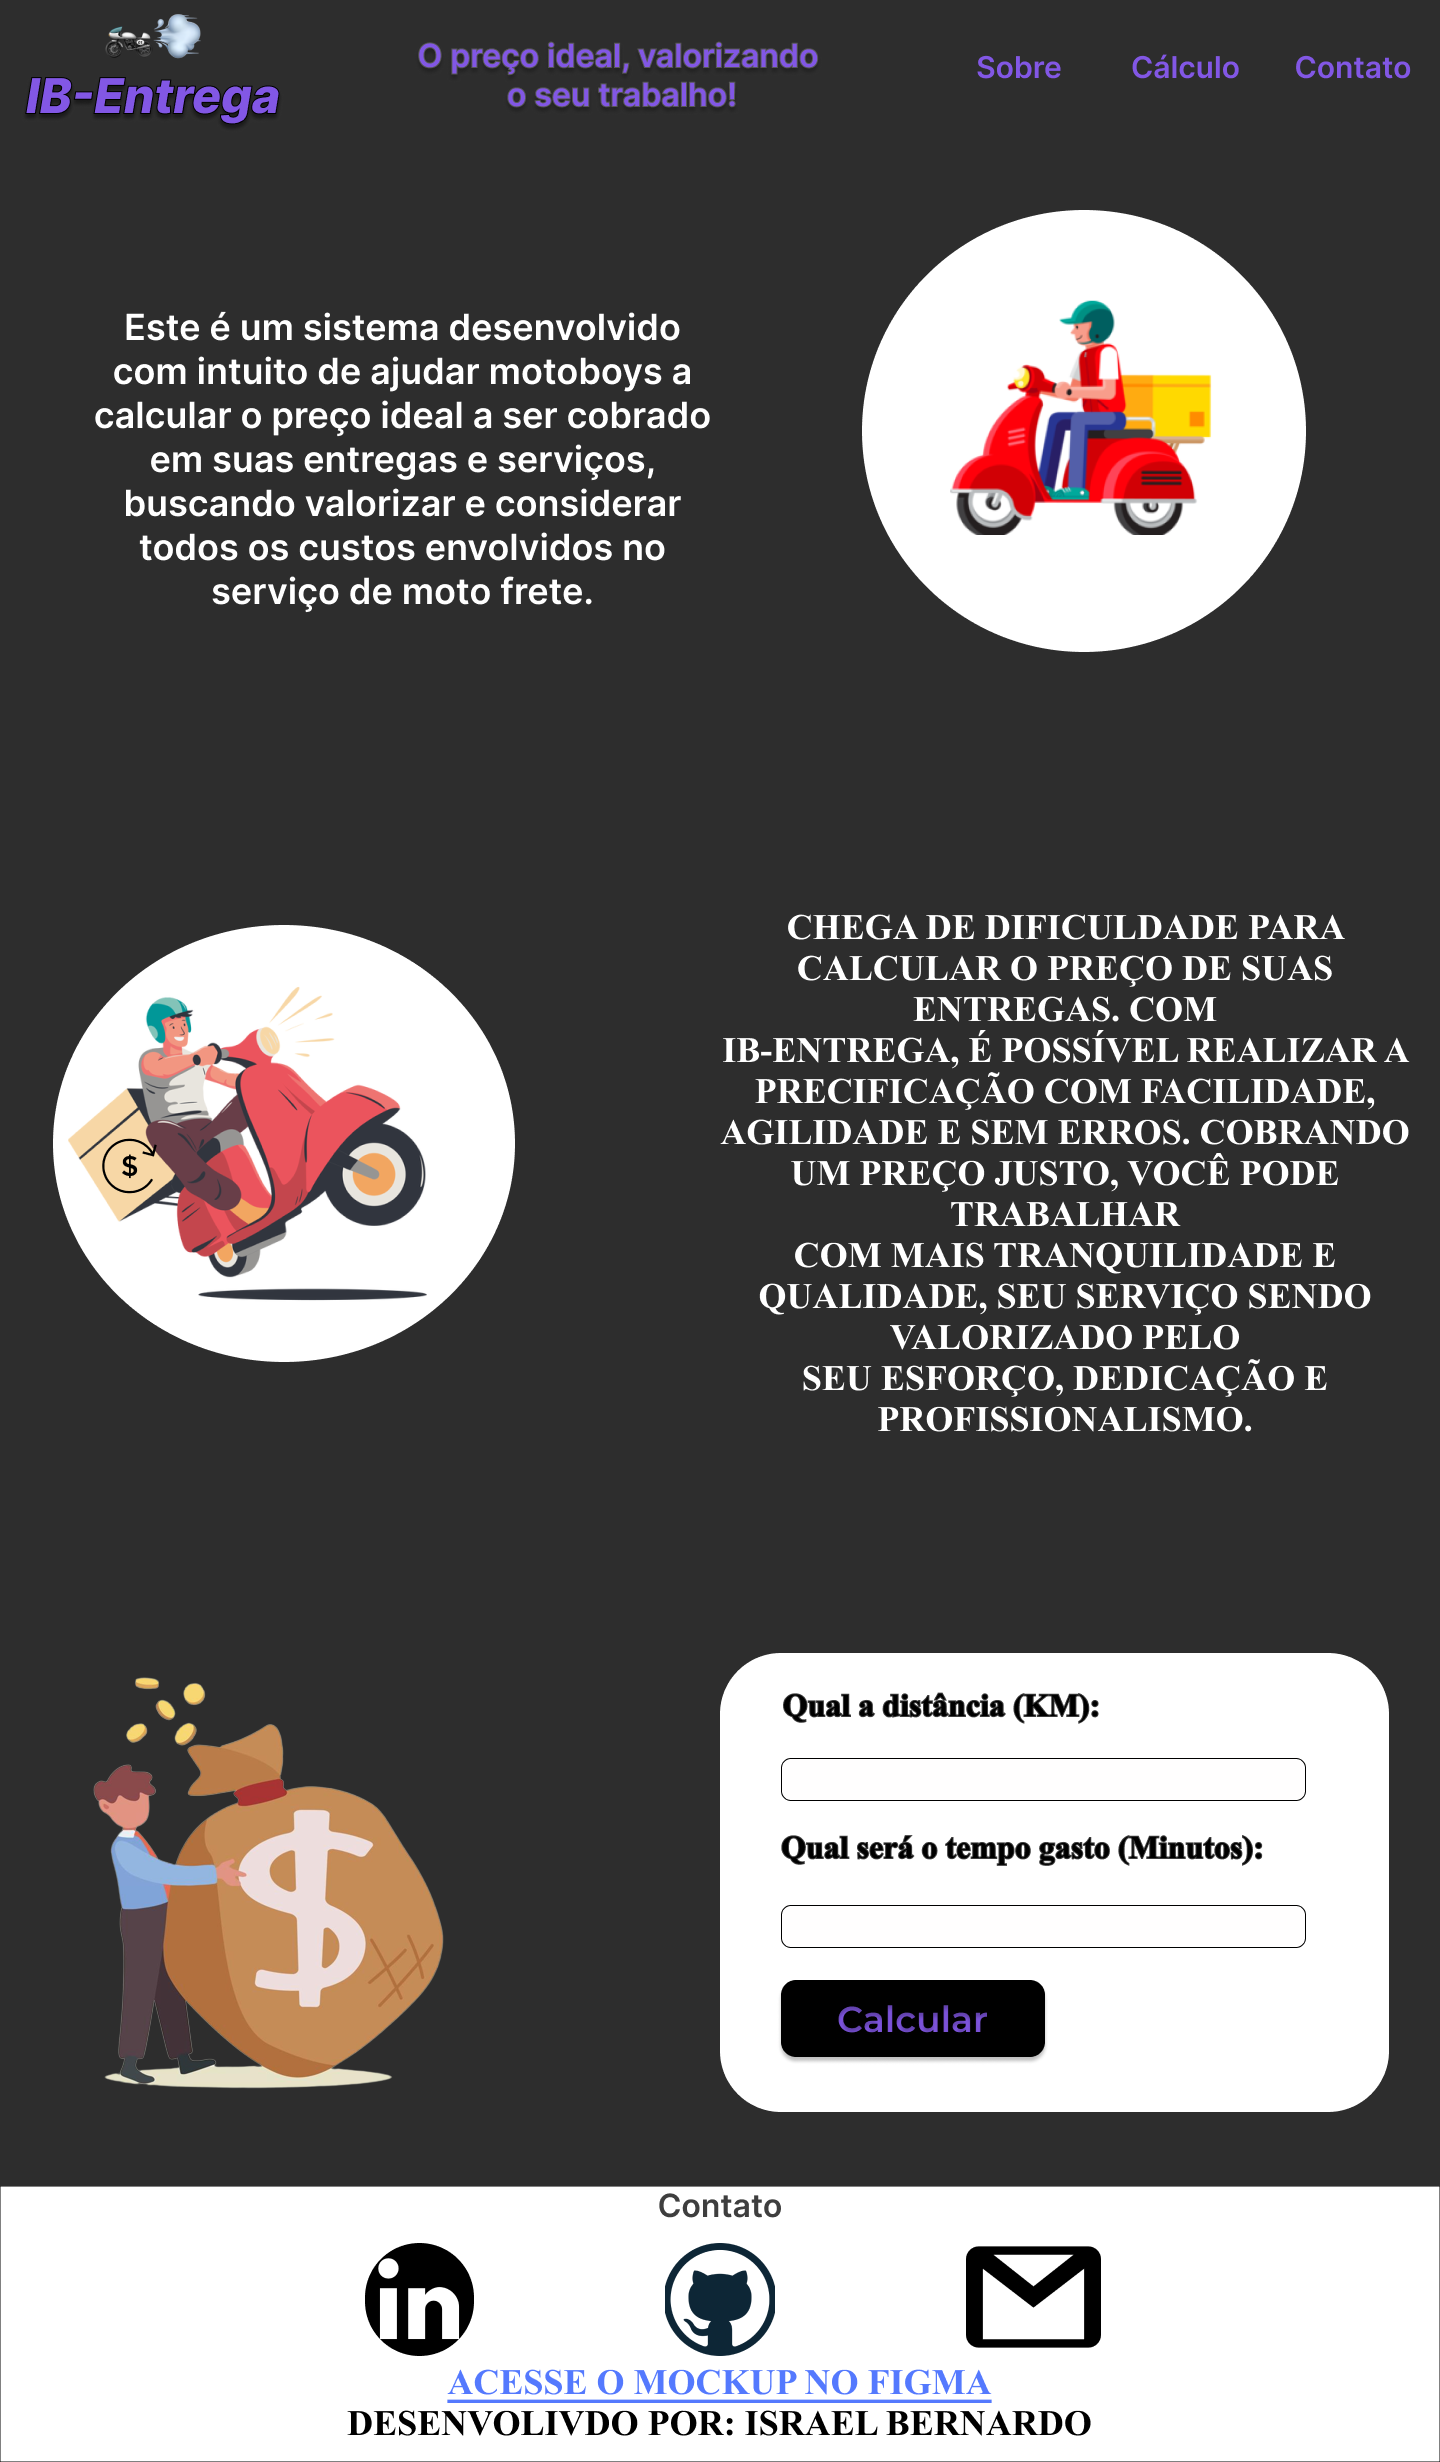 IB-Entrega
O preço ideal, valorizando
o seu trabalho!
Sobre
Cálculo
Contato
Este é um sistema desenvolvido
com intuito de ajudar motoboys a
calcular o preço ideal a ser cobrado
em suas entregas e serviços,
buscando valorizar e considerar
todos os custos envolvidos no
serviço de moto frete.
CHEGA DE DIFICULDADE PARA
CALCULAR O PREÇO DE SUAS
ENTREGAS. COM
IB-ENTREGA, É POSSÍVEL REALIZAR A
PRECIFICAÇÃO COM FACILIDADE,
AGILIDADE E SEM ERROS. COBRANDO
UM PREÇO JUSTO, VOCÊ PODE
TRABALHAR
COM MAIS TRANQUILIDADE E
QUALIDADE, SEU SERVIÇO SENDO
VALORIZADO PELO
SEU ESFORÇO, DEDICAÇÃO E
PROFISSIONALISMO.
$
$
Qual a distância (KM):
Qual será o tempo gasto (Minutos):
Calcular
Contato
in
ACESSE O MOCKUP NO FIGMA
DESENVOLIVDO POR: ISRAEL BERNARDO